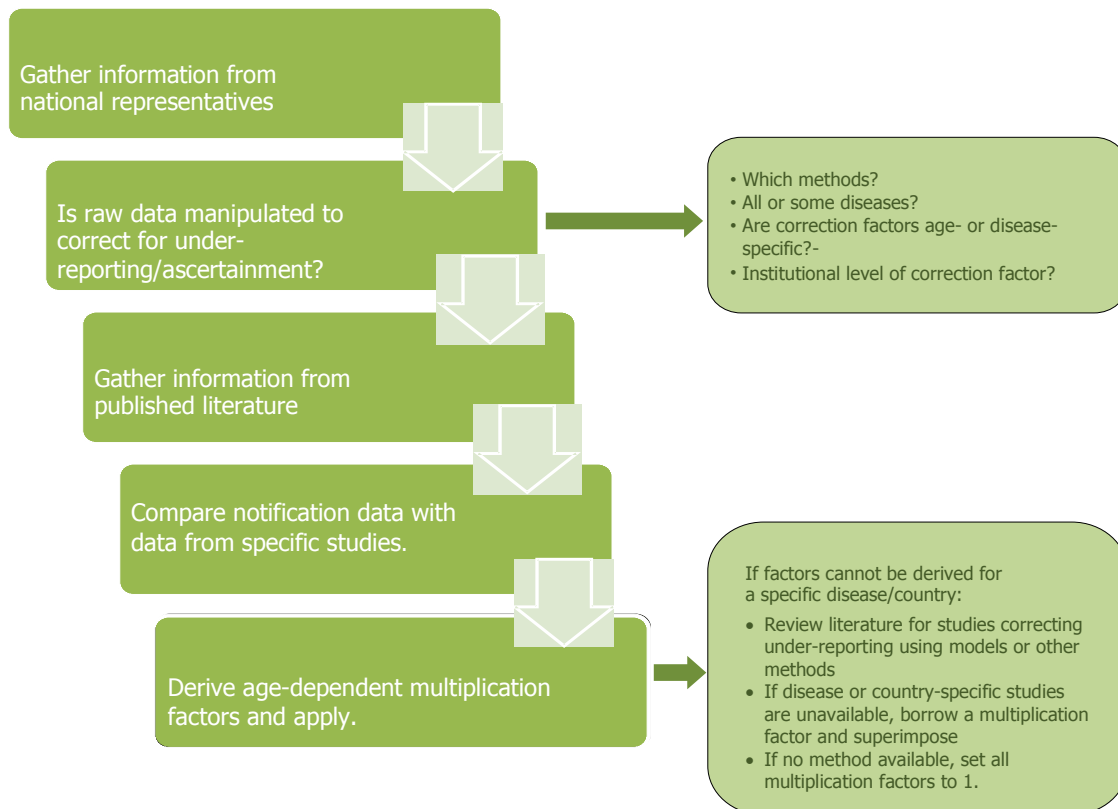 Gather information from
national representatives
Is raw data manipulated to
correct for under-
reporting/ascertainment?
• Which methods?
• All or some diseases?
• Are correction factors age- or disease-
specific?-
• Institutional level of correction factor?
Gather information from
published literature
Compare notification data with
data from specific studies.
Derive age-dependent multiplication
factors and apply.
If factors cannot be derived for
a specific disease/country:
• Review literature for studies correcting
under-reporting using models or other
methods
• If disease or country-specific studies
are unavailable, borrow a multiplication
factor and superimpose
• If no method available, set all
multiplication factors to 1.